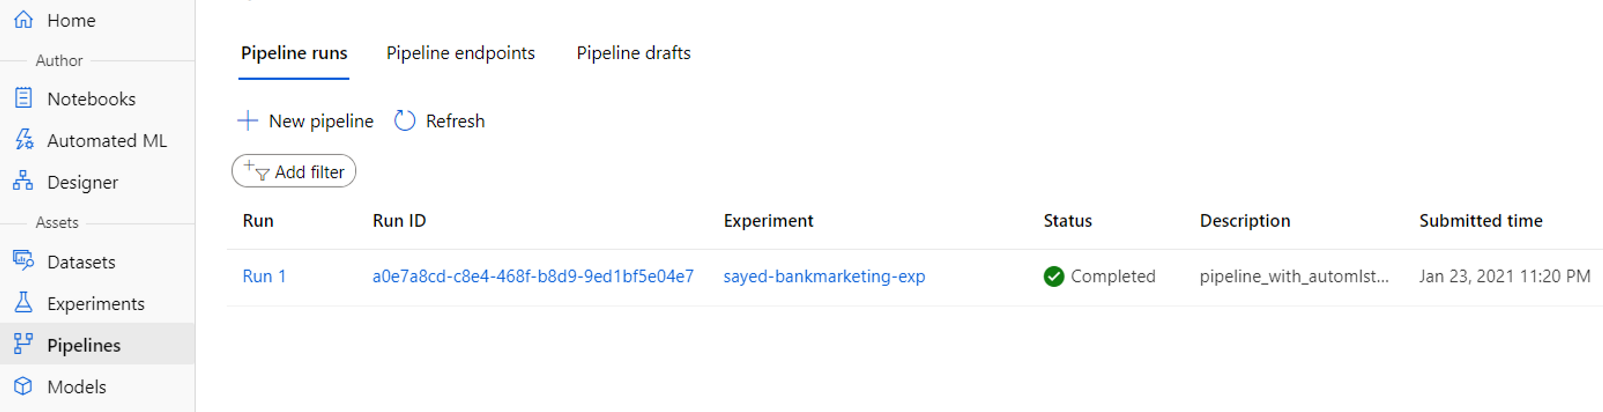 Home
Author
Notebooks
Automated ML
Designer
Assets
Datasets
Experiments
Pipelines
Models
Pipeline runs Pipeline endpoints Pipeline drafts
New pipeline Refresh
Add filter
Run Run ID Experiment Status Description Submitted time
Run 1 a0e7a8cd-c8e4-468f-b8d9-9ed1bf5e04e7 sayed-bankmarketing-exp Completed pipeline_with_automlst... Jan 23, 2021 11:20 PM